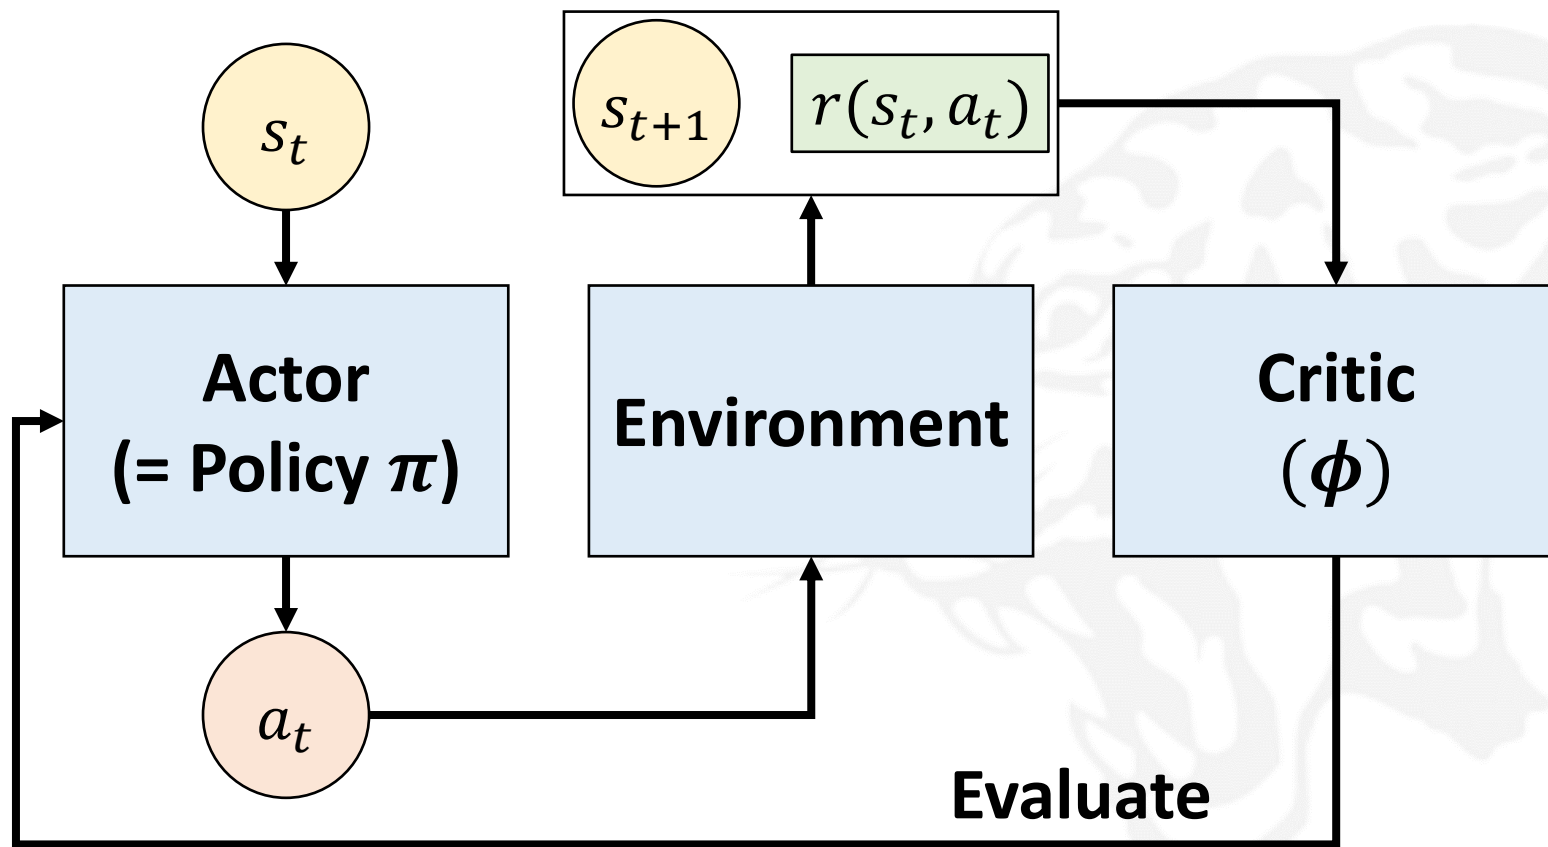 s_t
s_{t+1}
r(s_t, a_t)
Actor
(= Policy π)
Environment
Critic
(ϕ)
a_t
Evaluate